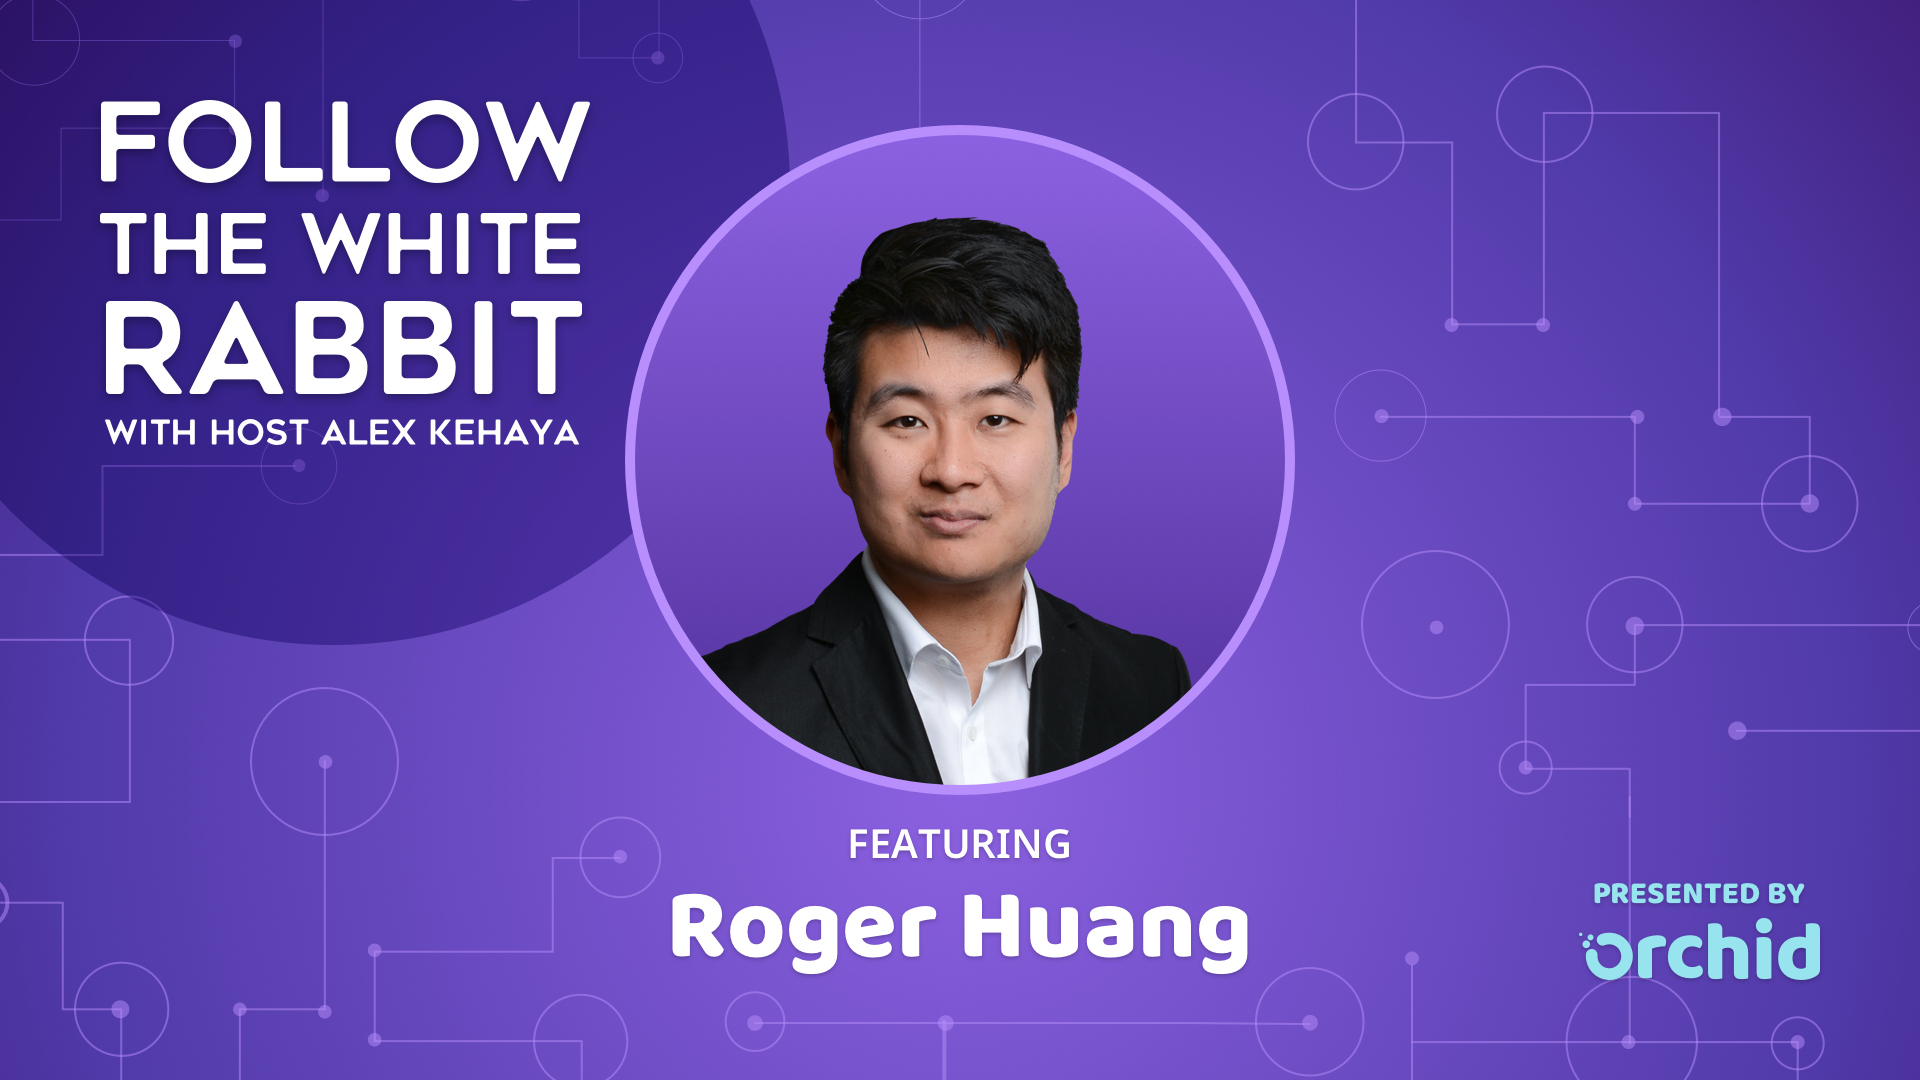 FOLLOW
THE WHITE
RABBIT
WITH HOST ALEX KEHAYA
FEATURING
Roger Huang
PRESENTED BY
orchid